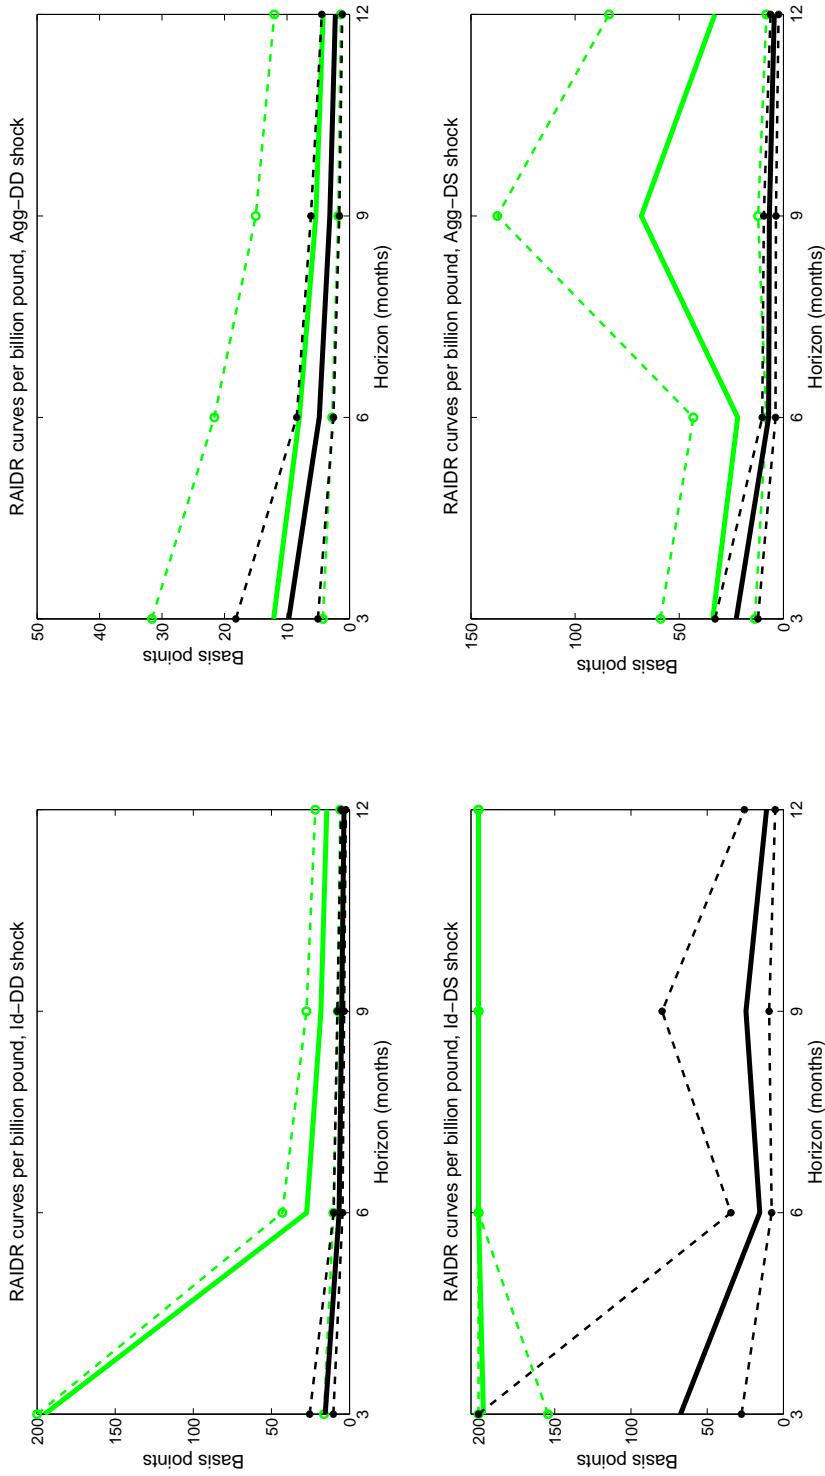 RAIDR curves per billion pound, Id−DD shock
200
150
100
50
0
Basis points
3 6 9 12
Horizon (months)
RAIDR curves per billion pound, Agg−DD shock
50
40
30
20
10
0
Basis points
3 6 9 12
Horizon (months)
RAIDR curves per billion pound, Id−DS shock
200
150
100
50
0
Basis points
3 6 9 12
Horizon (months)
RAIDR curves per billion pound, Agg−DS shock
150
100
50
0
Basis points
3 6 9 12
Horizon (months)